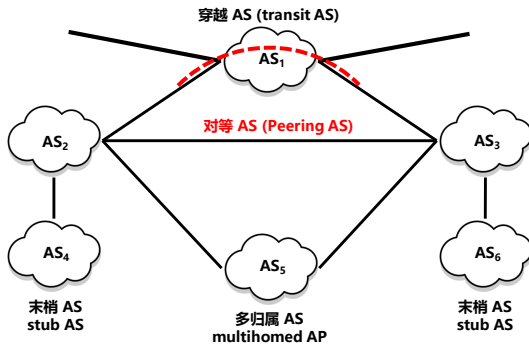 穿越 AS (transit AS)
AS1
对等 AS (Peering AS)
AS2
AS3
AS4
AS5
AS6
末梢 AS
stub AS
多归属 AS
multihomed AP
末梢 AS
stub AS